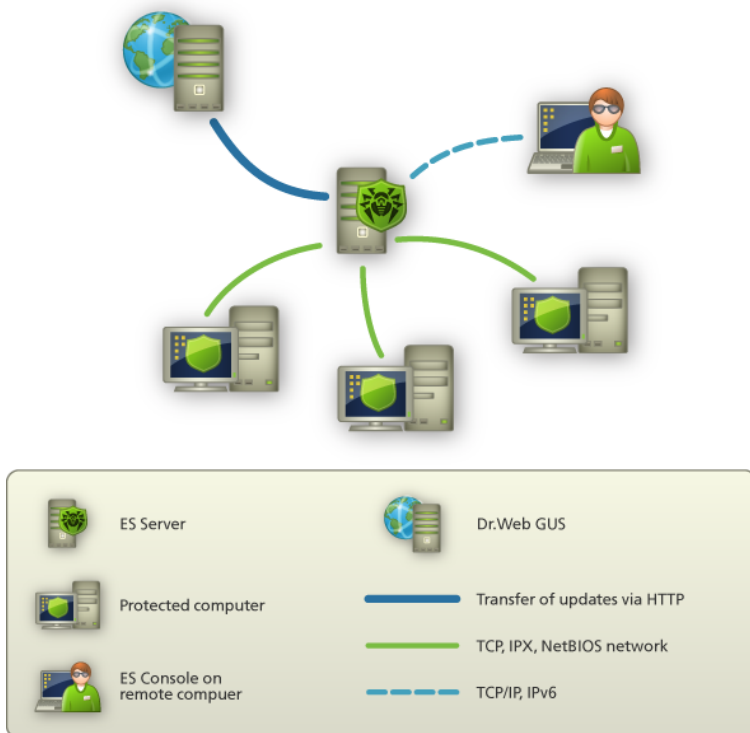 ES Server
Dr.Web GUS
Protected computer
Transfer of updates via HTTP
TCP, IPX, NetBIOS network
ES Console on
remote compuer
TCP/IP, IPv6